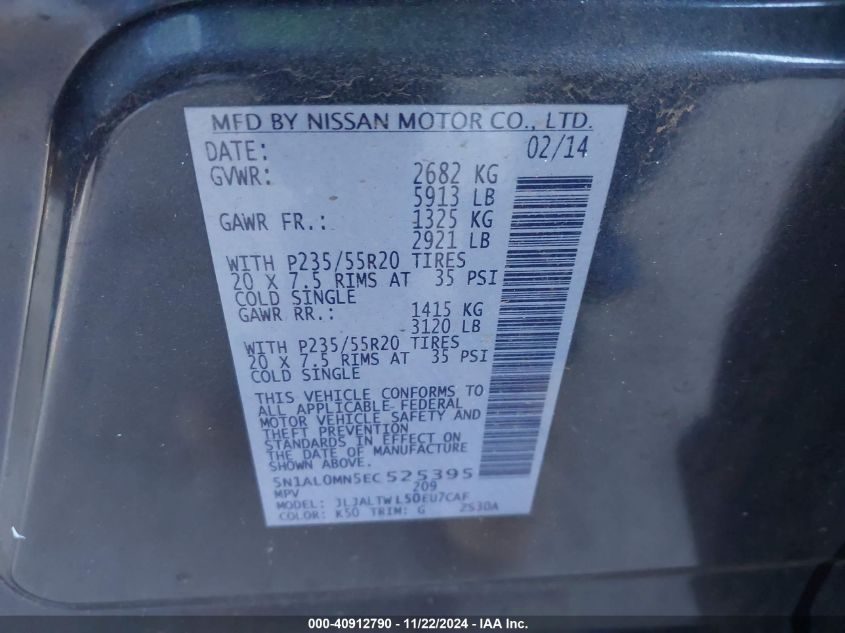 MFD BY NISSAN MOTOR CO., LTD.
DATE: 02/14
GVWR: 2682 KG
5913 LB
GAWR FR.: 1325 KG
2921 LB
WITH P235/55R20 TIRES
20 X 7.5 RIMS AT 35 PSI
COLD SINGLE
GAWR RR.: 1415 KG
3120 LB
WITH P235/55R20 TIRES
20 X 7.5 RIMS AT 35 PSI
COLD SINGLE
THIS VEHICLE CONFORMS TO
ALL APPLICABLE FEDERAL
MOTOR VEHICLE SAFETY AND
THEFT PREVENTION
STANDARDS IN EFFECT ON
THE DATE OF MANUFACTURE
SHOWN ABOVE.
5N1AL0MN5EC525395
MPV 209
MODEL: JLJALTWL50EU7CAF
COLOR: K50 TRIM: G 2S30A
000-40912790 - 11/22/2024 - IAA Inc.